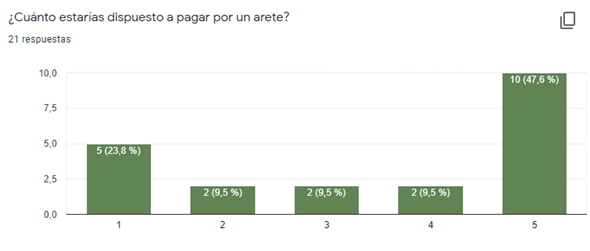 ¿Cuánto estarías dispuesto a pagar por un arete?
21 respuestas
10,0
7,5
5,0
2,5
0,0
5 (23,8 %)
2 (9,5 %)
2 (9,5 %)
2 (9,5 %)
10 (47,6 %)
1
2
3
4
5